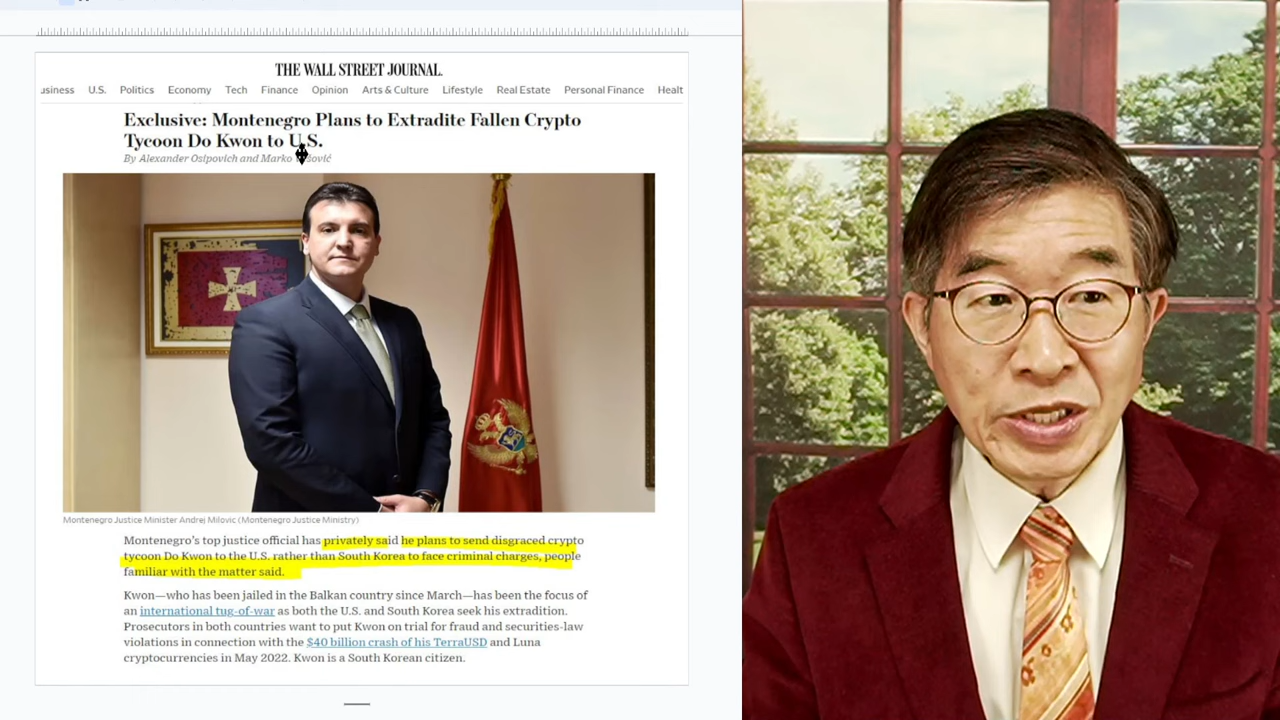 THE WALL STREET JOURNAL.
usiness U.S. Politics Economy Tech Finance Opinion Arts & Culture Lifestyle Real Estate Personal Finance Healt
Exclusive: Montenegro Plans to Extradite Fallen Crypto
Tycoon Do Kwon to U.S.
By Alexander Osipovich and Marko
Montenegro Justice Minister Andrej Milovic (Montenegro Justice Ministry)
Montenegro's top justice official has privately said he plans to send disgraced crypto
tycoon Do Kwon to the U.S. rather than South Korea to face criminal charges, people
familiar with the matter said.
Kwon—who has been jailed in the Balkan country since March—has been the focus of
an international tug-of-war as both the U.S. and South Korea seek his extradition.
Prosecutors in both countries want to put Kwon on trial for fraud and securities-law
violations in connection with the $40 billion crash of his TerraUSD and Luna
cryptocurrencies in May 2022. Kwon is a South Korean citizen.